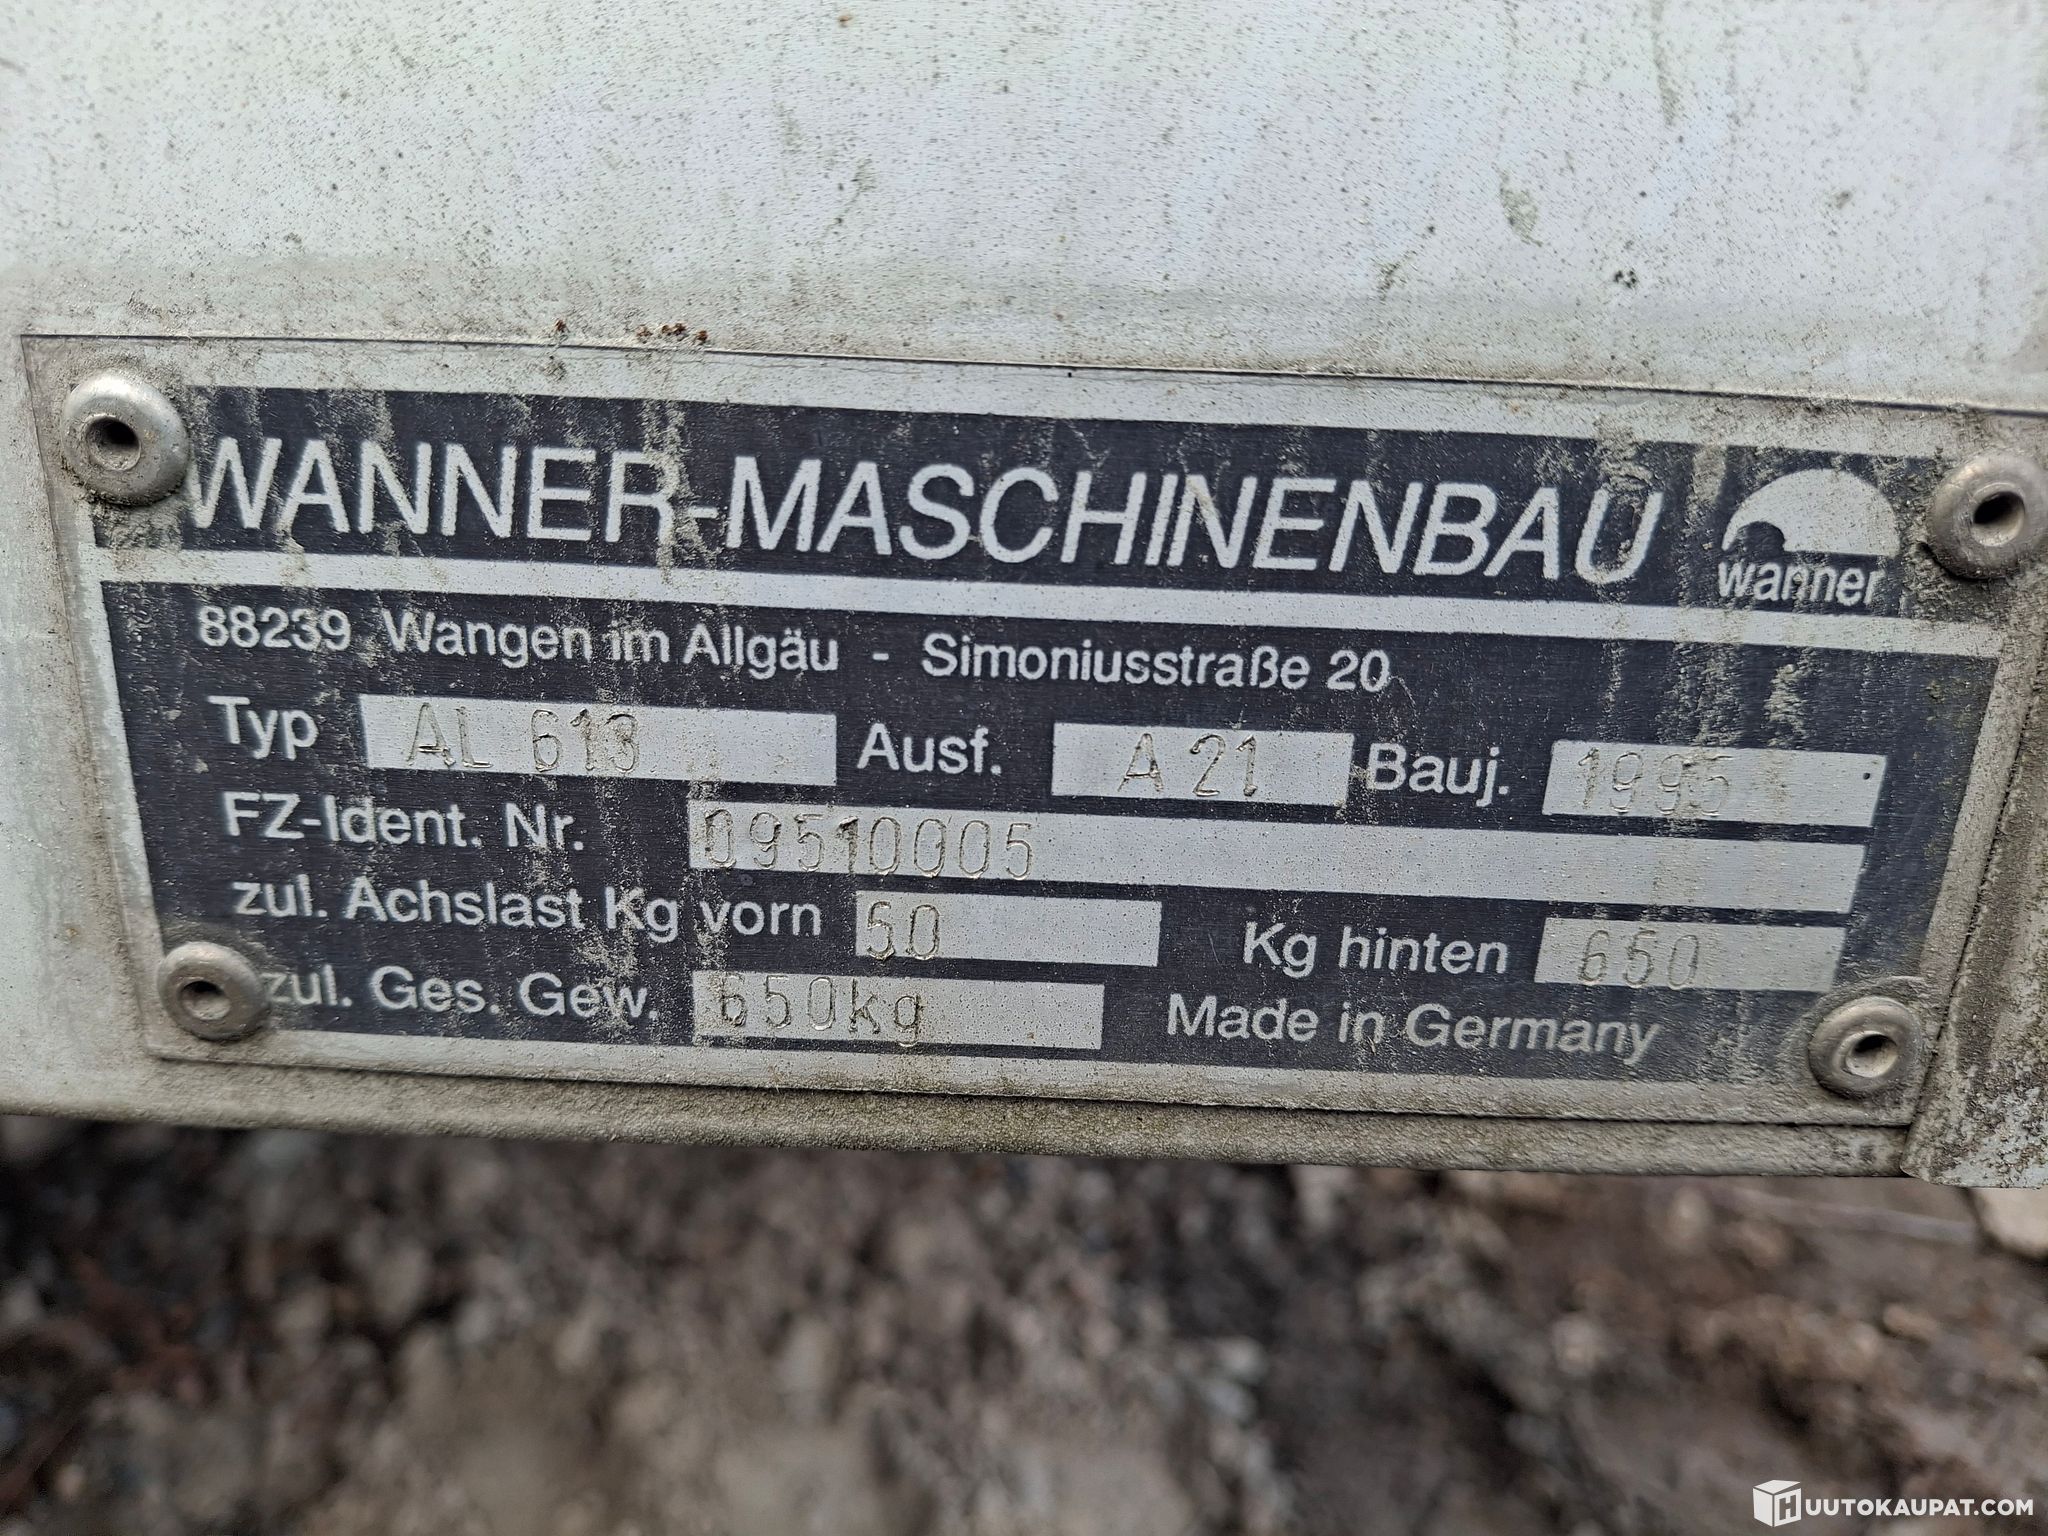 WANNER-MASCHINENBAU
wanner
88239 Wangen im Allgäu - Simoniusstraße 20
Typ AL 613 Ausf. A 21 Bauj. 1995
FZ-Ident. Nr. 09510005
zul. Achslast Kg vorn 50 Kg hinten 650
zul. Ges. Gew. 650kg Made in Germany
HUUTOKAUPAT.COM